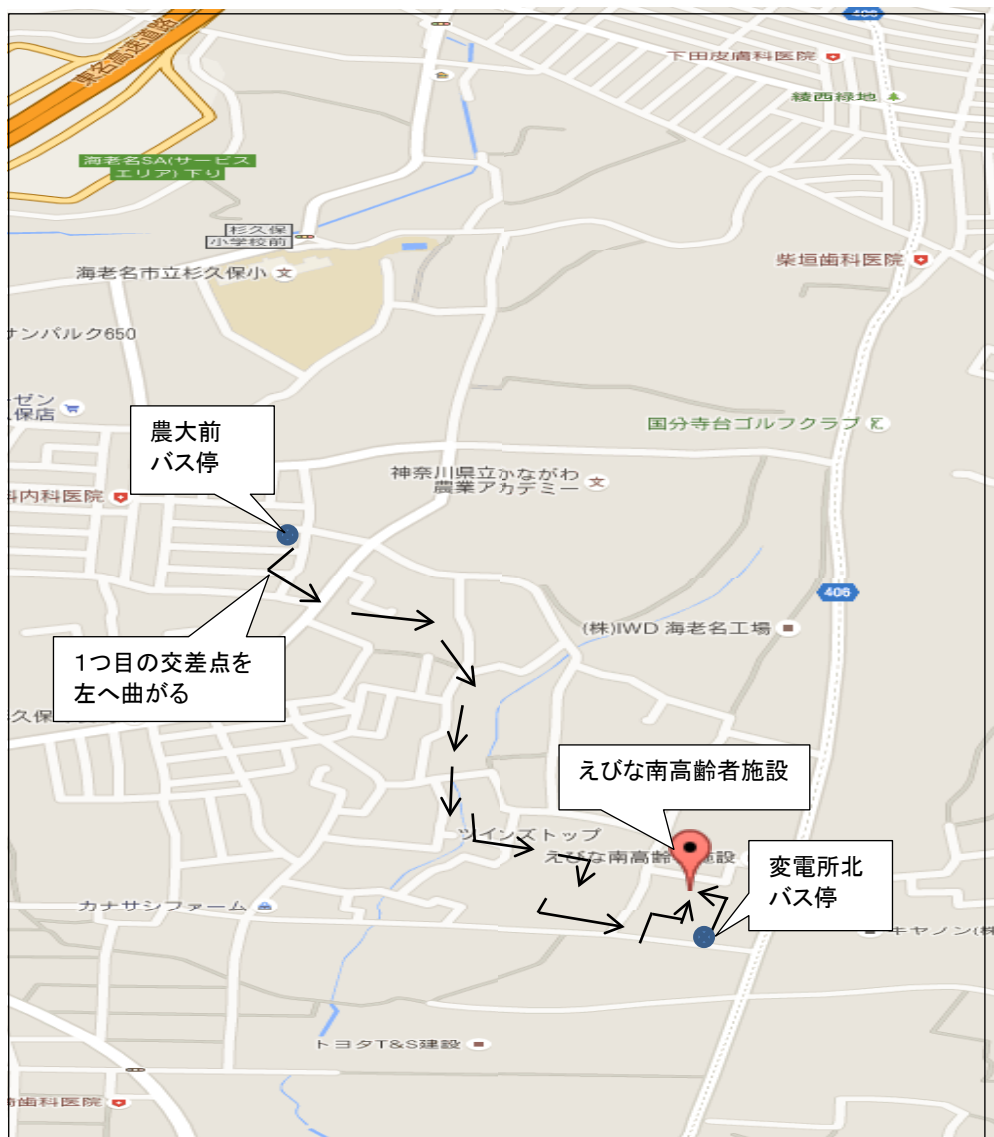 406
東名高速道路
下田皮膚科医院
綾西緑地
海老名SA(サービス
エリア)下り
杉久保
小学校前
海老名市立杉久保小
柴垣歯科医院
サンパルク650
ゼン
保店
農大前
バス停
国分寺台ゴルフクラブ
神奈川県立かながわ
農業アカデミー
内科医院
406
(株)IWD 海老名工場
1つ目の交差点を
左へ曲がる
久保
えびな南高齢者施設
ツインズトップ
えびな南高齢 施設
変電所北
バス停
カナサシファーム
キヤノン(株
トヨタT&S建設
歯科医院